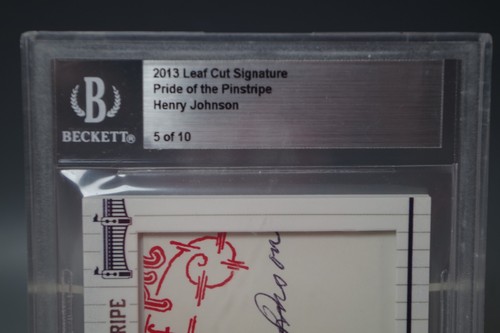 B
BECKETT®
2013 Leaf Cut Signature
Pride of the Pinstripe
Henry Johnson
5 of 10
RIPE